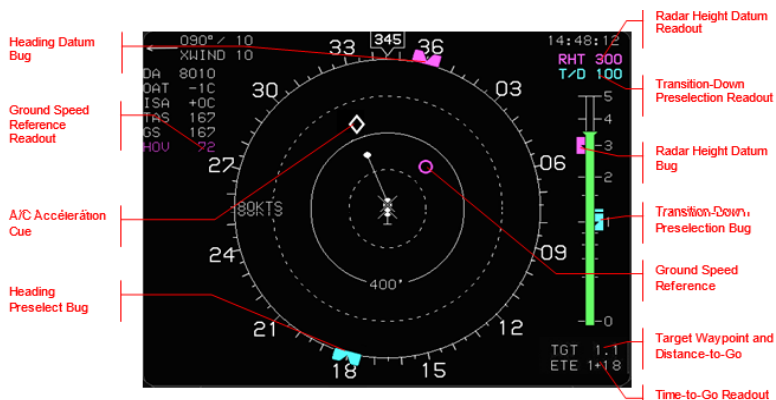 Heading Datum
Bug
Ground Speed
Reference
Readout
A/C Accéleration
Cue
Heading
Preselect Bug
090°/ 10
XWIND 10
DA 8010
OAT -1C
ISA +0C
TAS 167
GS 167
HOV 72
345
33
36
03
06
09
12
15
18
21
24
27
30
80KTS
400'
14:48:12
RHT 300
T/D 100
5
4
3
2
1
0
TGT 1.1
ETE 1+18
Radar Height Datum
Readout
Transition-Down
Preselection Readout
Radar Height Datum
Bug
Transition-Down
Preselection Bug
Ground Speed
Reference
Target Waypoint and
Distance-to-Go
Time-to-Go Readout